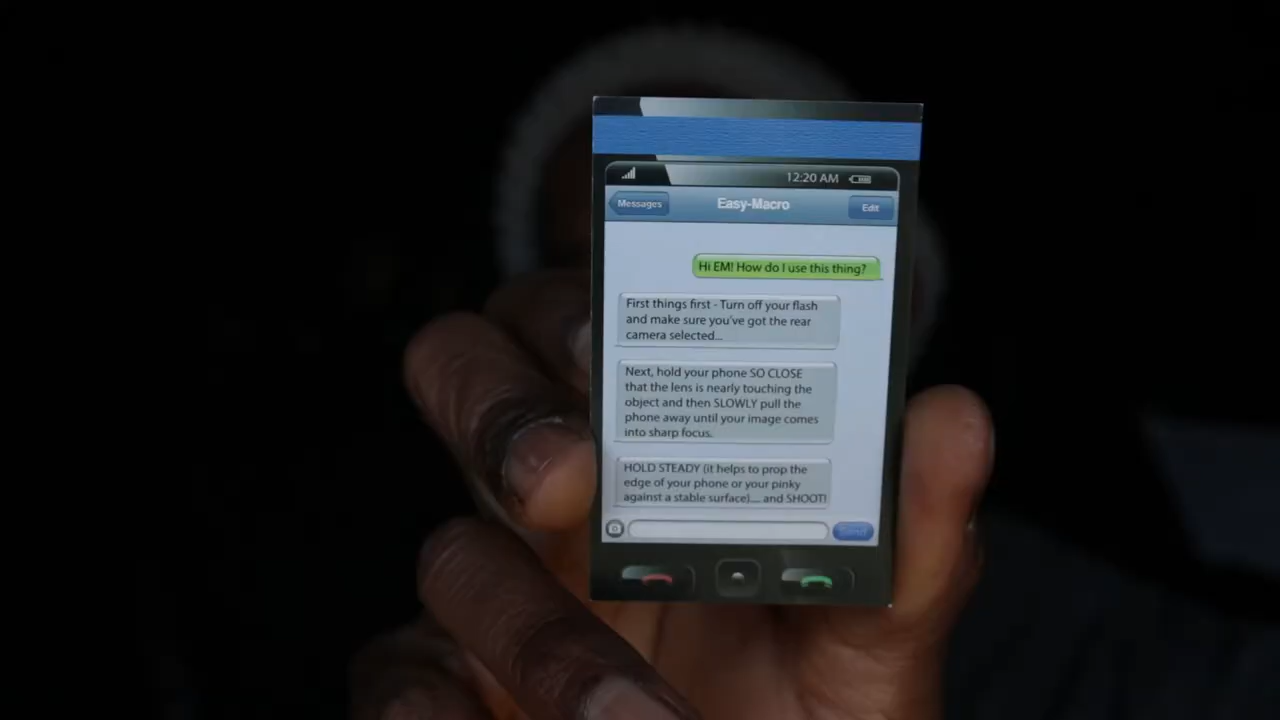 12:20 AM
Messages
Easy-Macro
Edit
Hi EM! How do I use this thing?
First things first - Turn off your flash
and make sure you've got the rear
camera selected...
Next, hold your phone SO CLOSE
that the lens is nearly touching the
object and then SLOWLY pull the
phone away until your image comes
into sharp focus.
HOLD STEADY (it helps to prop the
edge of your phone or your pinky
against a stable surface).... and SHOOT!
Send